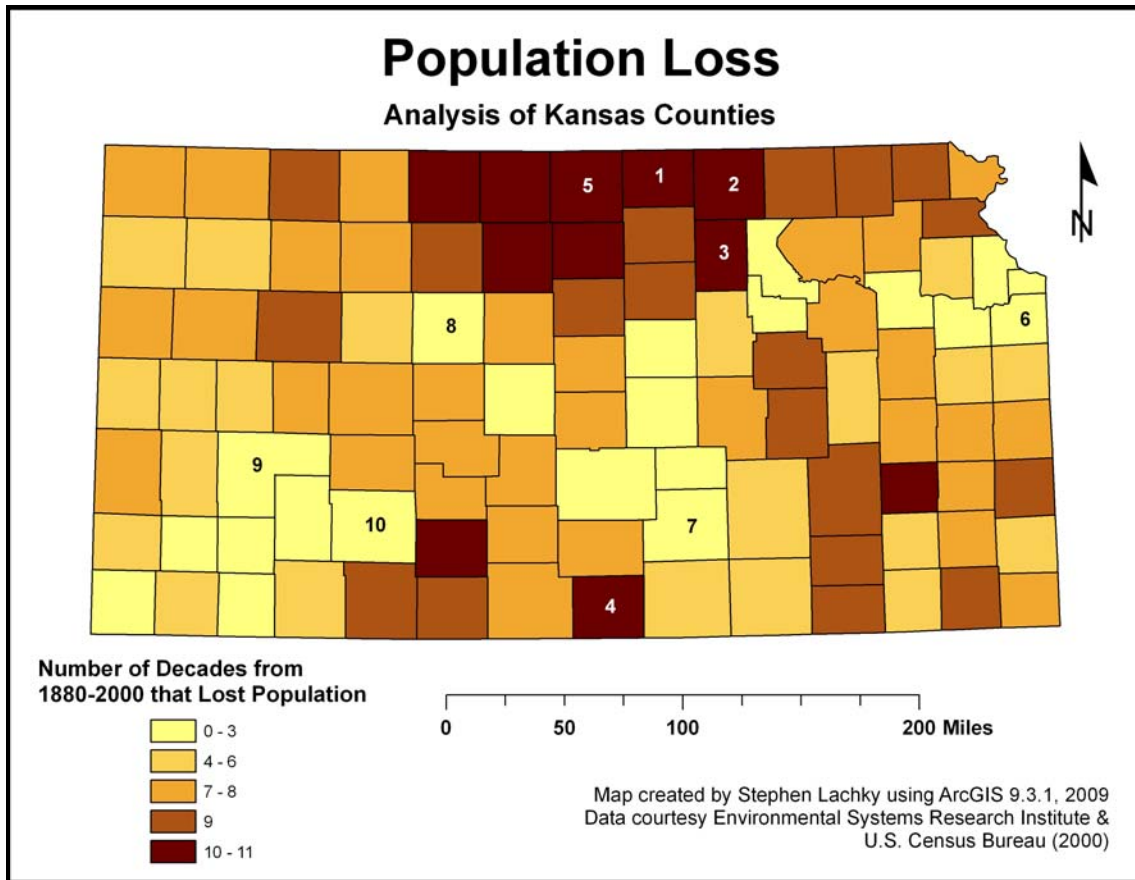 Population Loss
Analysis of Kansas Counties
N
5
1
2
3
8
6
9
10
7
4
Number of Decades from
1880-2000 that Lost Population
0 - 3
4 - 6
7 - 8
9
10 - 11
0 50 100 200 Miles
Map created by Stephen Lachky using ArcGIS 9.3.1, 2009
Data courtesy Environmental Systems Research Institute &
U.S. Census Bureau (2000)